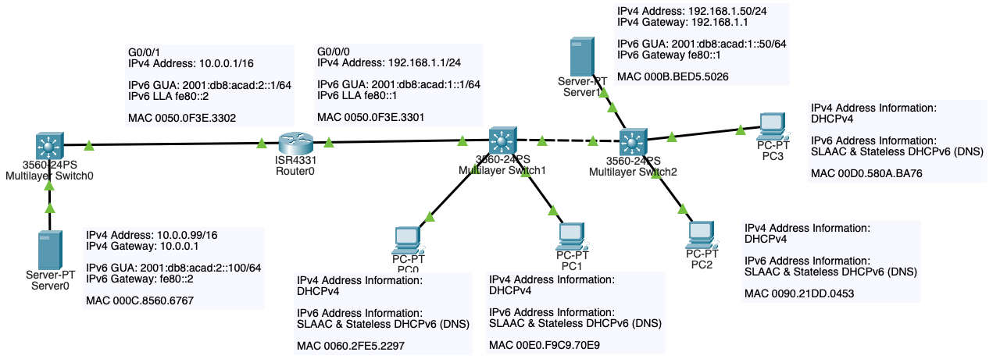 IPv4 Address: 192.168.1.50/24
IPv4 Gateway: 192.168.1.1
IPv6 GUA: 2001:db8:acad:1::50/64
IPv6 Gateway fe80::1
MAC 000B.BED5.5026
Server-PT
Server1
G0/0/1
IPv4 Address: 10.0.0.1/16
IPv6 GUA: 2001:db8:acad:2::1/64
IPv6 LLA fe80::2
MAC 0050.0F3E.3302
G0/0/0
IPv4 Address: 192.168.1.1/24
IPv6 GUA: 2001:db8:acad:1::1/64
IPv6 LLA fe80::1
MAC 0050.0F3E.3301
IPv4 Address Information:
DHCPv4
IPv6 Address Information:
SLAAC & Stateless DHCPv6 (DNS)
MAC 00D0.580A.BA76
3560-24PS
Multilayer Switch0
ISR4331
Router0
3560-24PS
Multilayer Switch1
3560-24PS
Multilayer Switch2
PC-PT
PC3
Server-PT
Server0
IPv4 Address: 10.0.0.99/16
IPv4 Gateway: 10.0.0.1
IPv6 GUA: 2001:db8:acad:2::100/64
IPv6 Gateway: fe80::2
MAC 000C.8560.6767
PC-PT
PC0
PC-PT
PC1
PC-PT
PC2
IPv4 Address Information:
DHCPv4
IPv6 Address Information:
SLAAC & Stateless DHCPv6 (DNS)
MAC 0090.21DD.0453
IPv4 Address Information:
DHCPv4
IPv6 Address Information:
SLAAC & Stateless DHCPv6 (DNS)
MAC 0060.2FE5.2297
IPv4 Address Information:
DHCPv4
IPv6 Address Information:
SLAAC & Stateless DHCPv6 (DNS)
MAC 00E0.F9C9.70E9